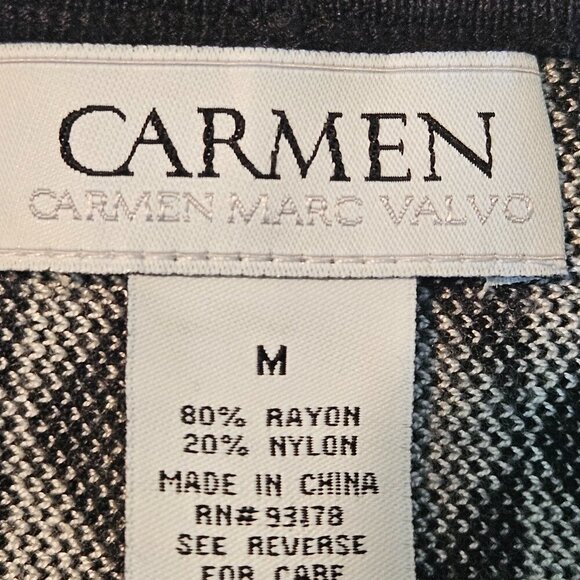 CARMEN
CARMEN MARC VALVO
M
80% RAYON
20% NYLON
MADE IN CHINA
RN# 93178
SEE REVERSE
FOR CARE